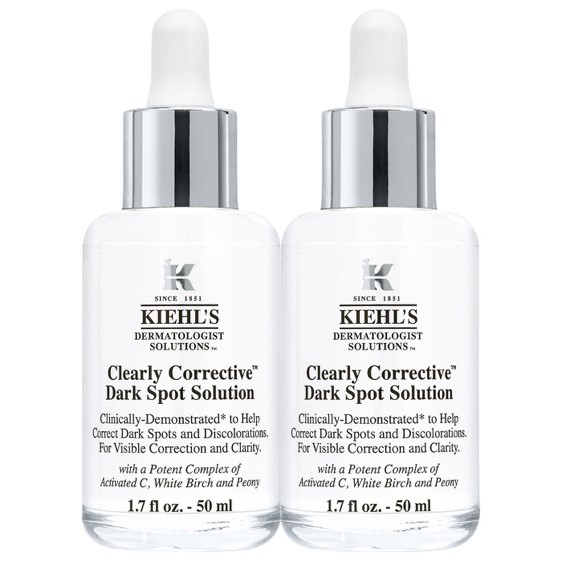 K
SINCE 1851
KIEHL'S
DERMATOLOGIST
SOLUTIONS™
Clearly Corrective™
Dark Spot Solution
Clinically-Demonstrated* to Help
Correct Dark Spots and Discolorations.
For Visible Correction and Clarity.
with a Potent Complex of
Activated C, White Birch and Peony
1.7 fl oz. - 50 ml
K
SINCE 1851
KIEHL'S
DERMATOLOGIST
SOLUTIONS™
Clearly Corrective™
Dark Spot Solution
Clinically-Demonstrated* to Help
Correct Dark Spots and Discolorations.
For Visible Correction and Clarity.
with a Potent Complex of
Activated C, White Birch and Peony
1.7 fl oz. - 50 ml